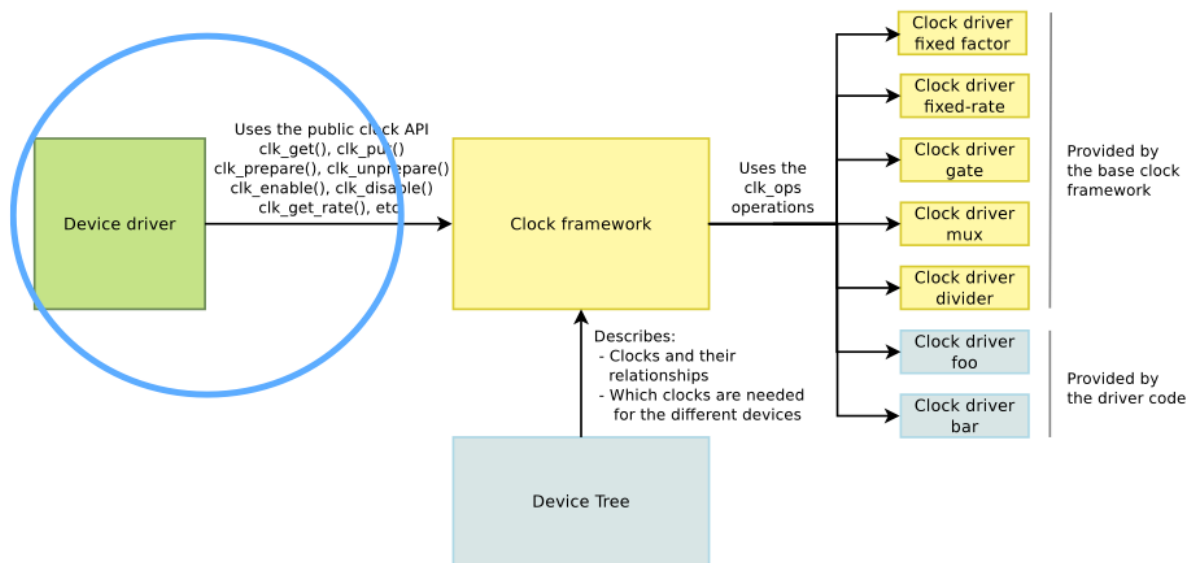 Device driver
Uses the public clock API
clk_get(), clk_put()
clk_prepare(), clk_unprepare()
clk_enable(), clk_disable()
clk_get_rate(), etc
Clock framework
Uses the
clk_ops
operations
Clock driver
fixed factor
Clock driver
fixed-rate
Clock driver
gate
Clock driver
mux
Clock driver
divider
Provided by
the base clock
framework
Clock driver
foo
Clock driver
bar
Provided by
the driver code
Describes:
- Clocks and their
relationships
- Which clocks are needed
for the different devices
Device Tree